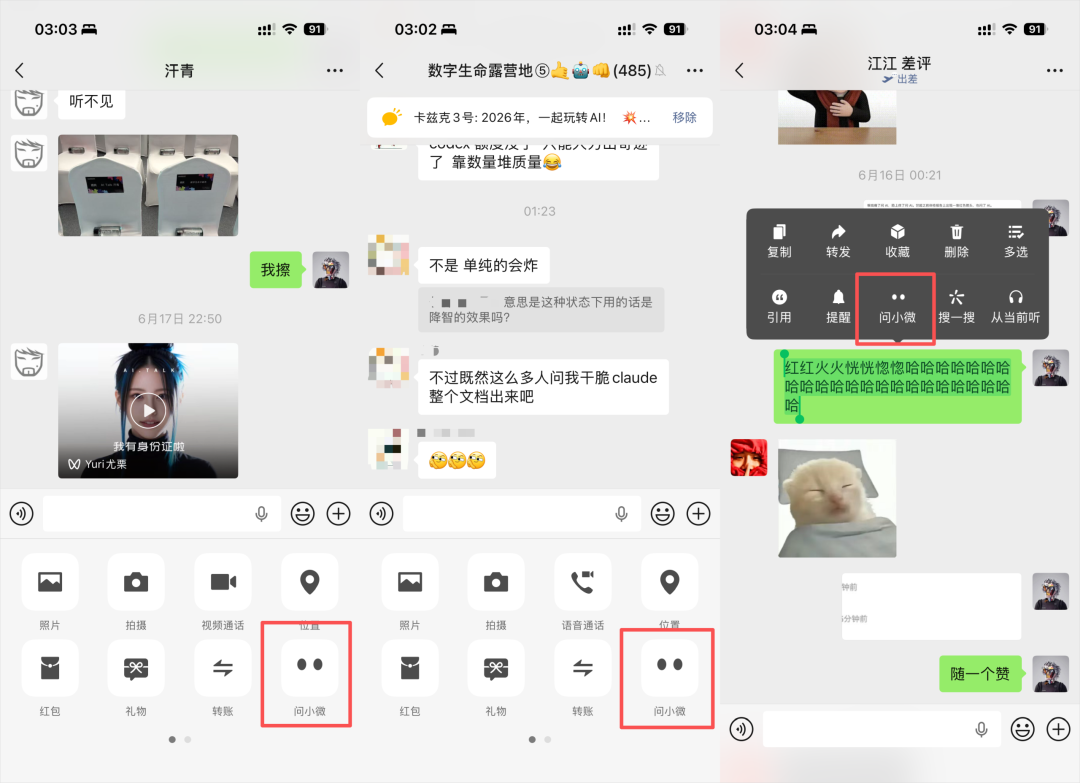 03:03
91
汗青
听不见
我擦
6月17日 22:50
AI TALK
我有身份证啦
Yuri尤栗
照片
拍摄
视频通话
位置
红包
礼物
转账
问小微
03:02
91
数字生命露营地⑤👍🤖👊(485)
卡兹克3号: 2026年，一起玩转AI！ 💥...
移除
codex 额度没了 只能大力出奇迹
了 靠数量堆质量😂
01:23
不是 单纯的会炸
意思是这种状态下用的话是
降智的效果吗?
不过既然这么多人问我干脆 claude
整个文档出来吧
照片
拍摄
语音通话
位置
红包
礼物
转账
问小微
03:04
91
江江 差评
出差
6月16日 00:21
复制
转发
收藏
删除
多选
引用
提醒
问小微
搜一搜
从当前听
红红火火恍恍惚惚哈哈哈哈哈哈哈
哈哈哈哈哈哈哈哈哈哈哈哈哈哈哈
哈
钟前
分钟前
随一个赞